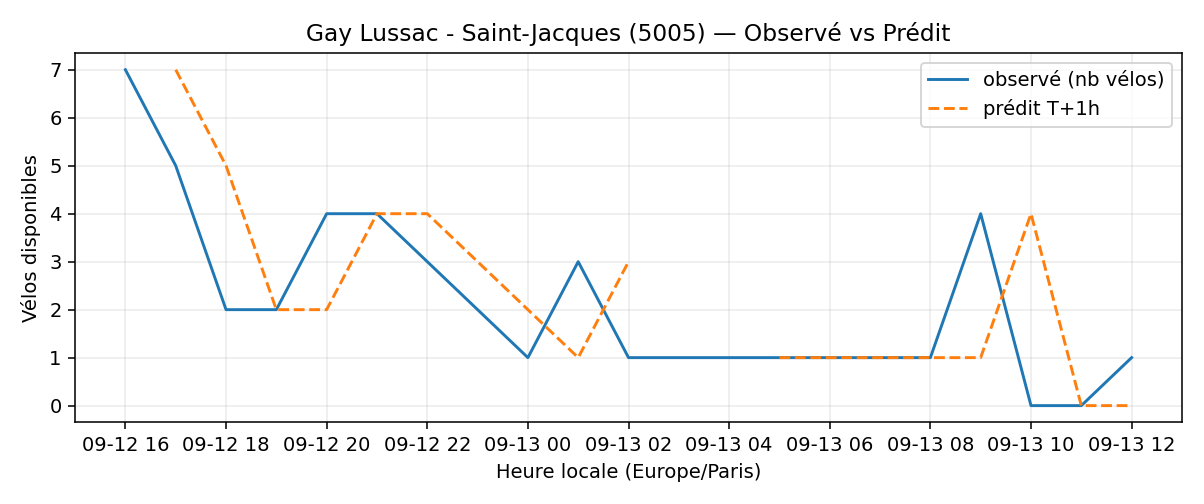 Gay Lussac - Saint-Jacques (5005) — Observé vs Prédit
observé (nb vélos)
prédit T+1h
Vélos disponibles
7
6
5
4
3
2
1
0
09-12 16 09-12 18 09-12 20 09-12 22 09-13 00 09-13 02 09-13 04 09-13 06 09-13 08 09-13 10 09-13 12
Heure locale (Europe/Paris)